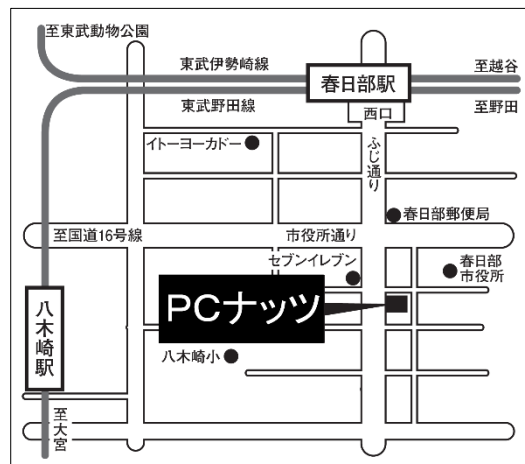 至東武動物公園
東武伊勢崎線
春日部駅
至越谷
東武野田線
西口
至野田
イトーヨーカドー
ふじ通り
春日部郵便局
至国道16号線
市役所通り
セブンイレブン
春日部
市役所
八木崎駅
PCナッツ
八木崎小
至大宮